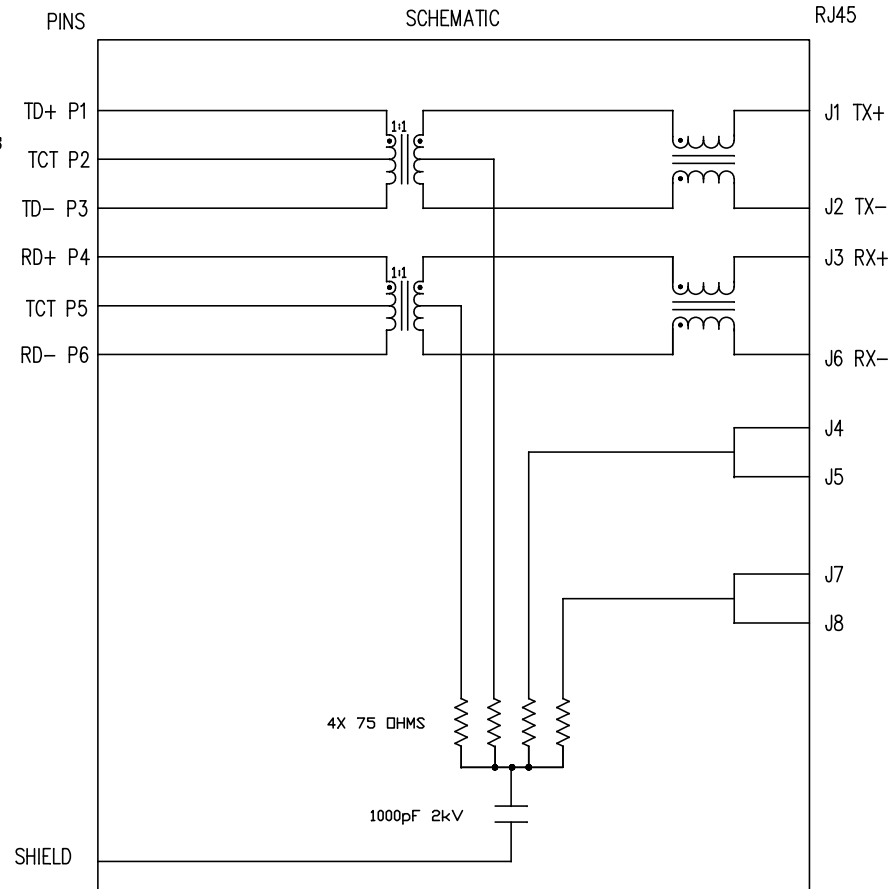 PINS SCHEMATIC RJ45
TD+ P1 1:1 J1 TX+
TCT P2
TD- P3 J2 TX-
RD+ P4 1:1 J3 RX+
TCT P5
RD- P6 J6 RX-
J4
J5
J7
J8
4X 75 OHMS
1000pF 2kV
SHIELD